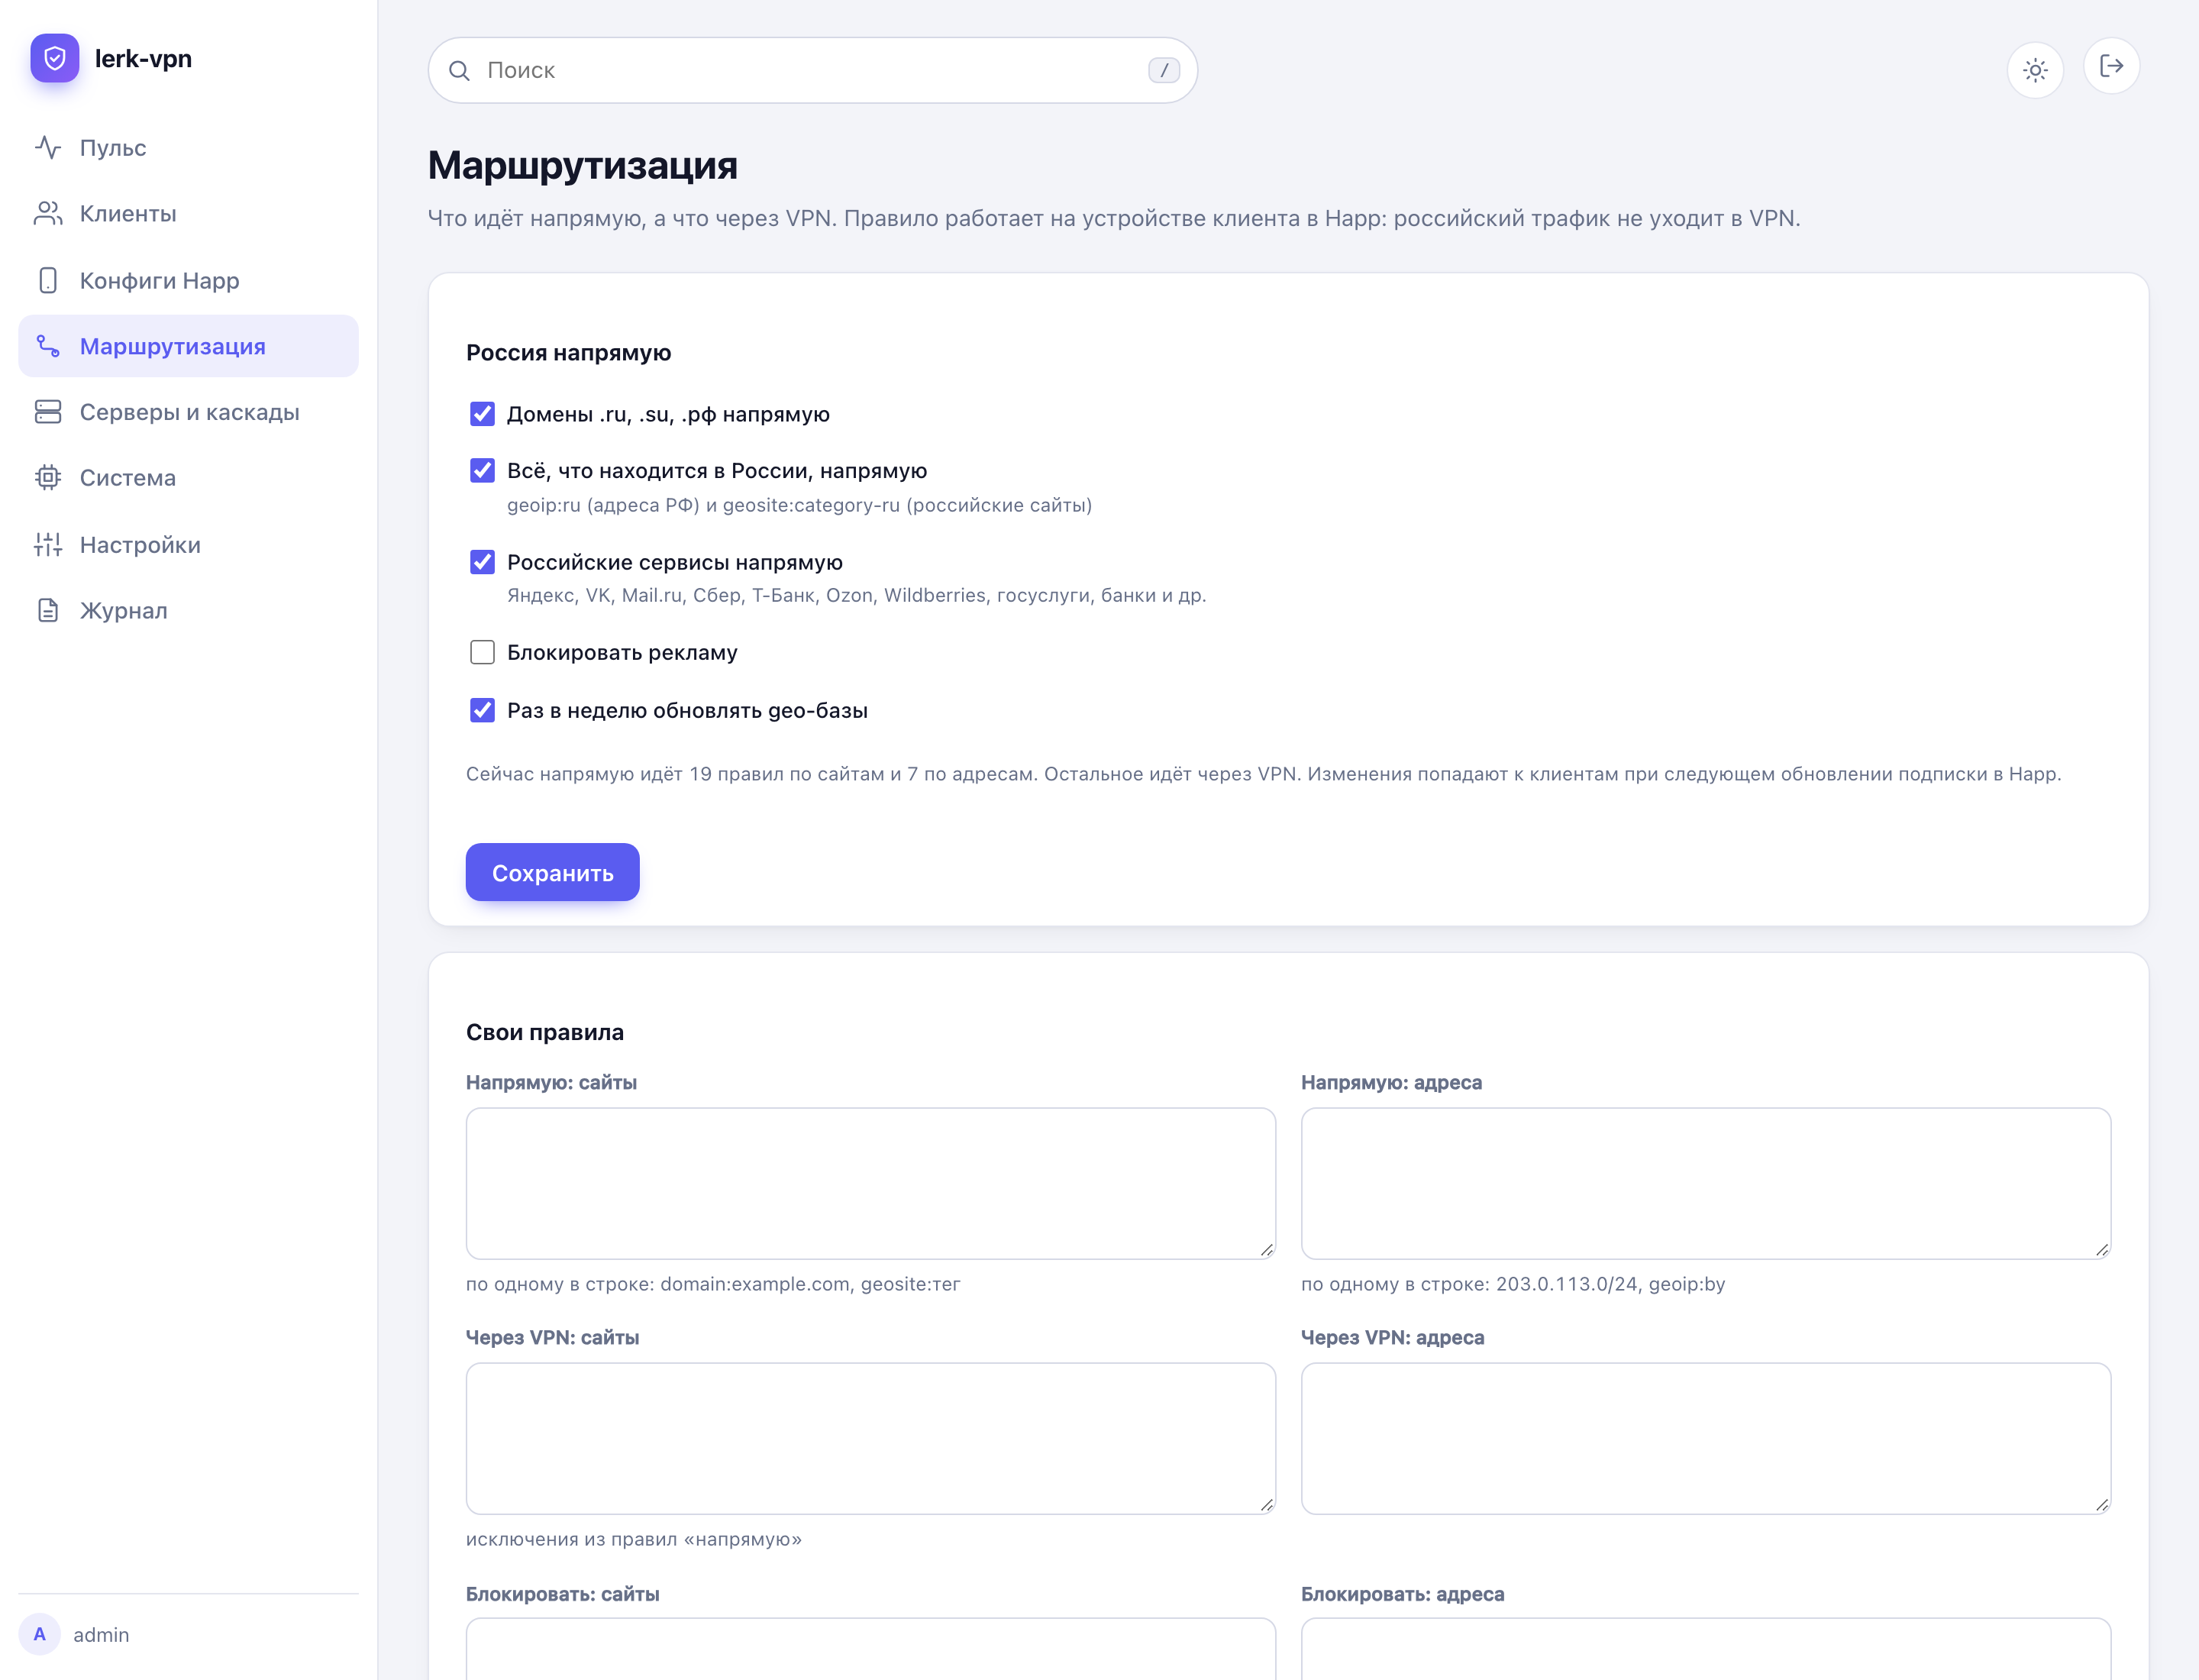 lerk-vpn
Поиск
/
Пульс
Клиенты
Конфиги Happ
Маршрутизация
Серверы и каскады
Система
Настройки
Журнал
A
admin
Маршрутизация
Что идёт напрямую, а что через VPN. Правило работает на устройстве клиента в Happ: российский трафик не уходит в VPN.
Россия напрямую
Домены .ru, .su, .рф напрямую
Всё, что находится в России, напрямую
geoip:ru (адреса РФ) и geosite:category-ru (российские сайты)
Российские сервисы напрямую
Яндекс, VK, Mail.ru, Сбер, Т-Банк, Ozon, Wildberries, госуслуги, банки и др.
Блокировать рекламу
Раз в неделю обновлять geo-базы
Сейчас напрямую идёт 19 правил по сайтам и 7 по адресам. Остальное идёт через VPN. Изменения попадают к клиентам при следующем обновлении подписки в Happ.
Сохранить
Свои правила
Напрямую: сайты
Напрямую: адреса
по одному в строке: domain:example.com, geosite:тег
по одному в строке: 203.0.113.0/24, geoip:by
Через VPN: сайты
Через VPN: адреса
исключения из правил «напрямую»
Блокировать: сайты
Блокировать: адреса